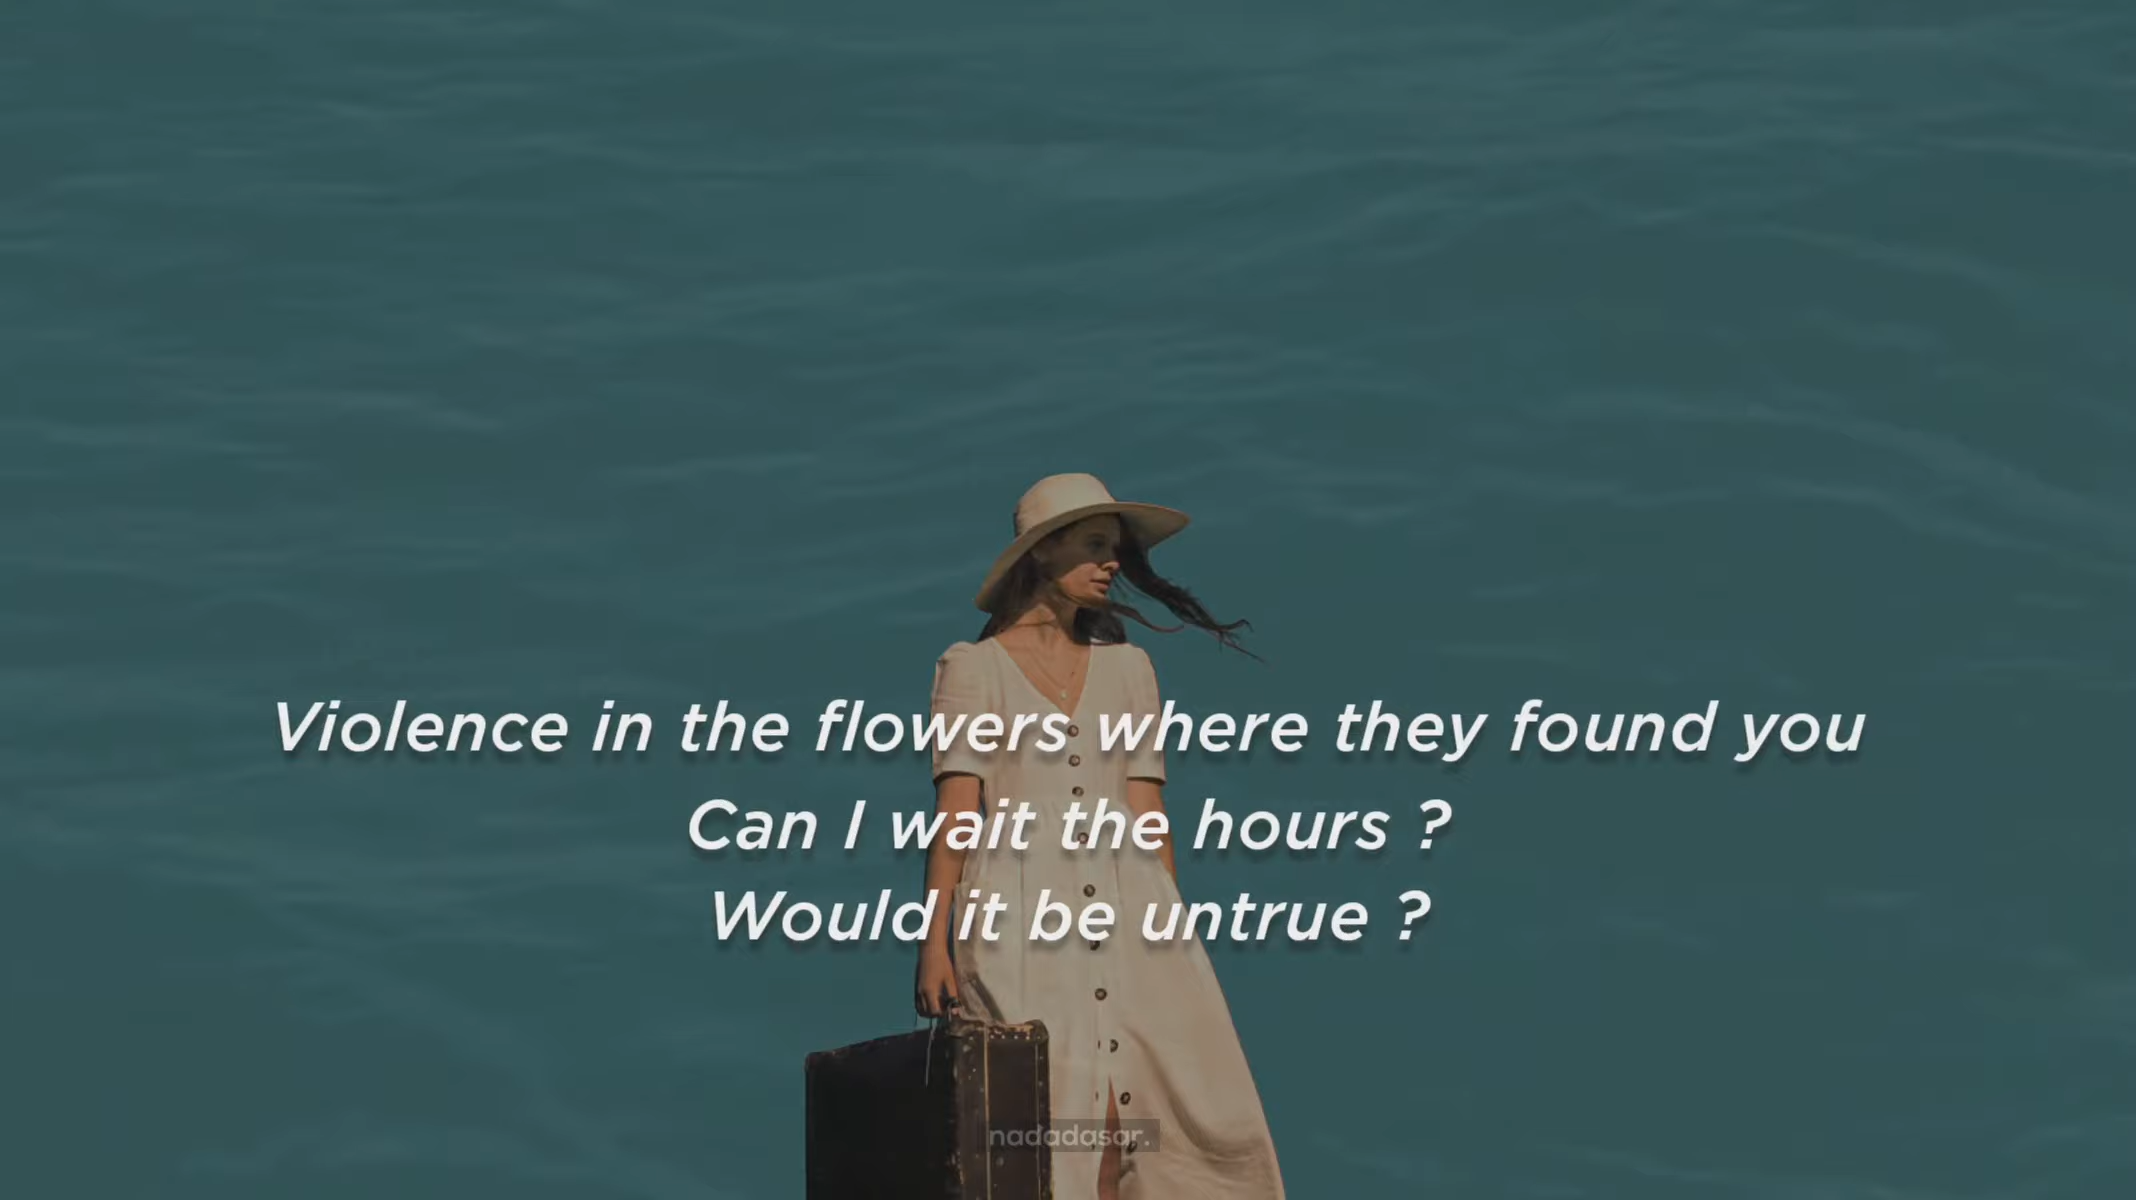 Violence in the flowers where they found you
Can I wait the hours ?
Would it be untrue ?
nadadasar.